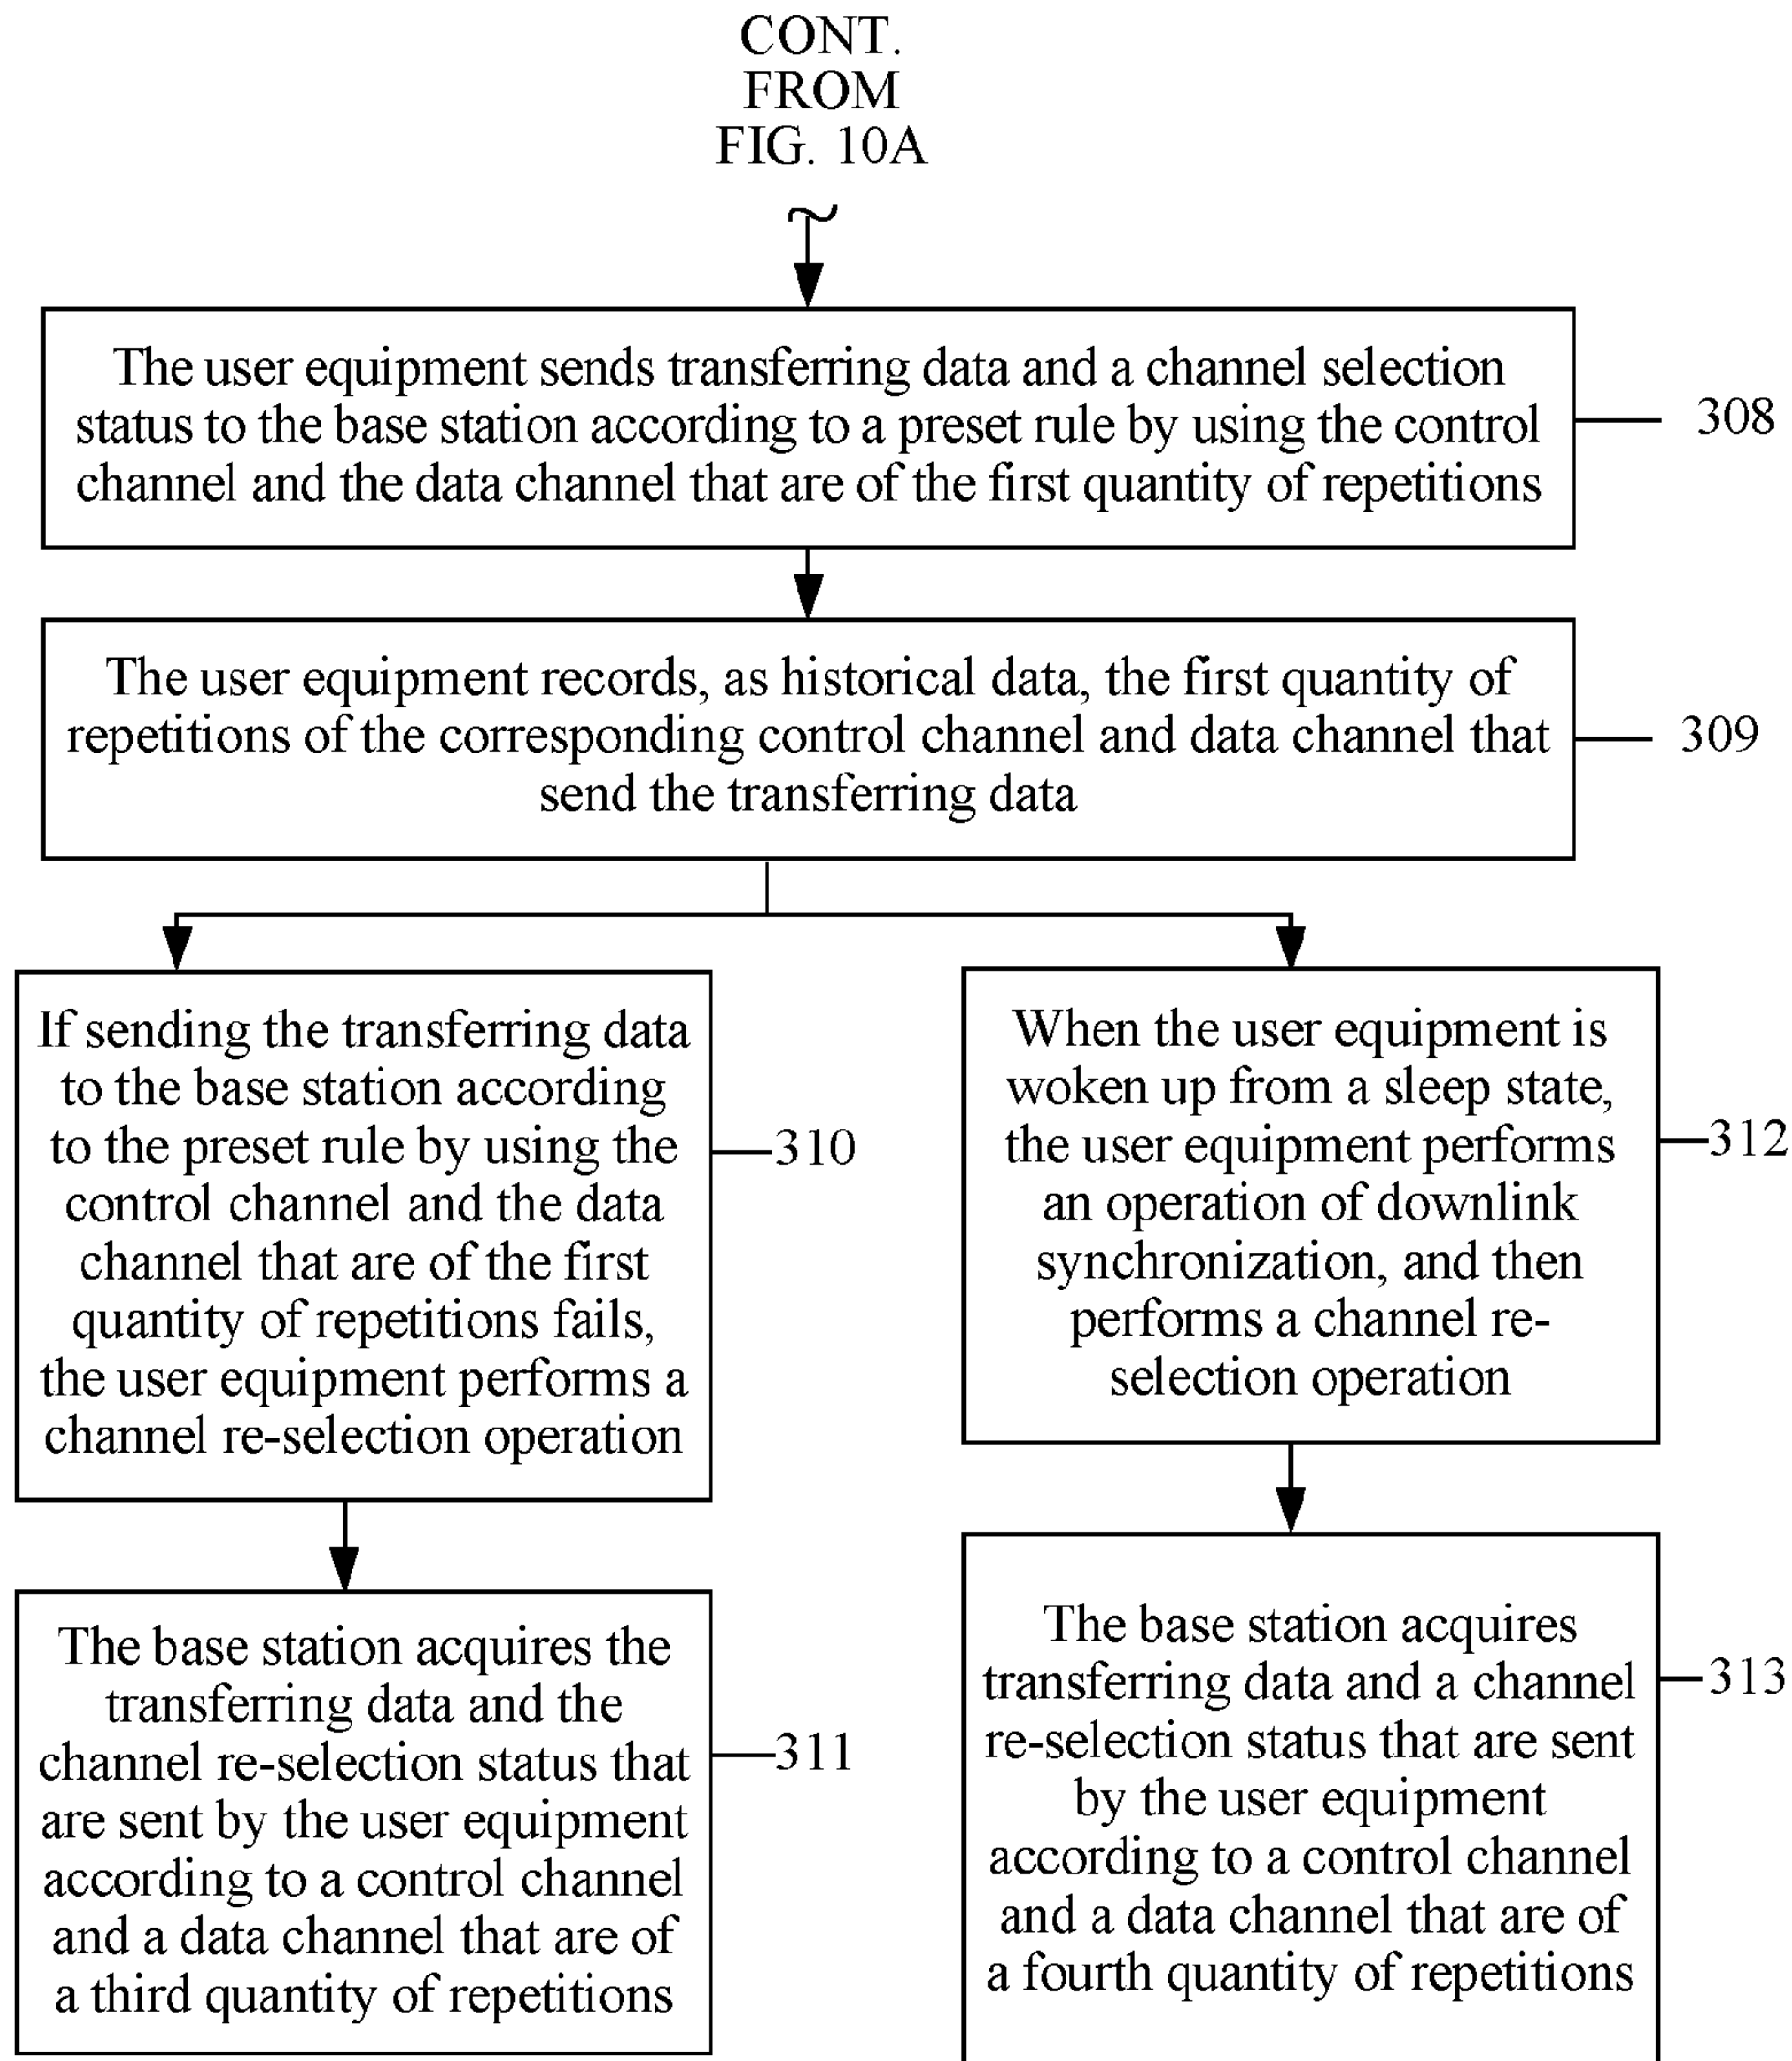 CONT.
FROM
FIG. 10A
The user equipment sends transferring data and a channel selection
status to the base station according to a preset rule by using the control
channel and the data channel that are of the first quantity of repetitions
308
The user equipment records, as historical data, the first quantity of
repetitions of the corresponding control channel and data channel that
send the transferring data
309
If sending the transferring data
to the base station according
to the preset rule by using the
control channel and the data
channel that are of the first
quantity of repetitions fails,
the user equipment performs a
channel re-selection operation
310
When the user equipment is
woken up from a sleep state,
the user equipment performs
an operation of downlink
synchronization, and then
performs a channel re-
selection operation
312
The base station acquires the
transferring data and the
channel re-selection status that
are sent by the user equipment
according to a control channel
and a data channel that are of
a third quantity of repetitions
311
The base station acquires
transferring data and a channel
re-selection status that are sent
by the user equipment
according to a control channel
and a data channel that are of
a fourth quantity of repetitions
313